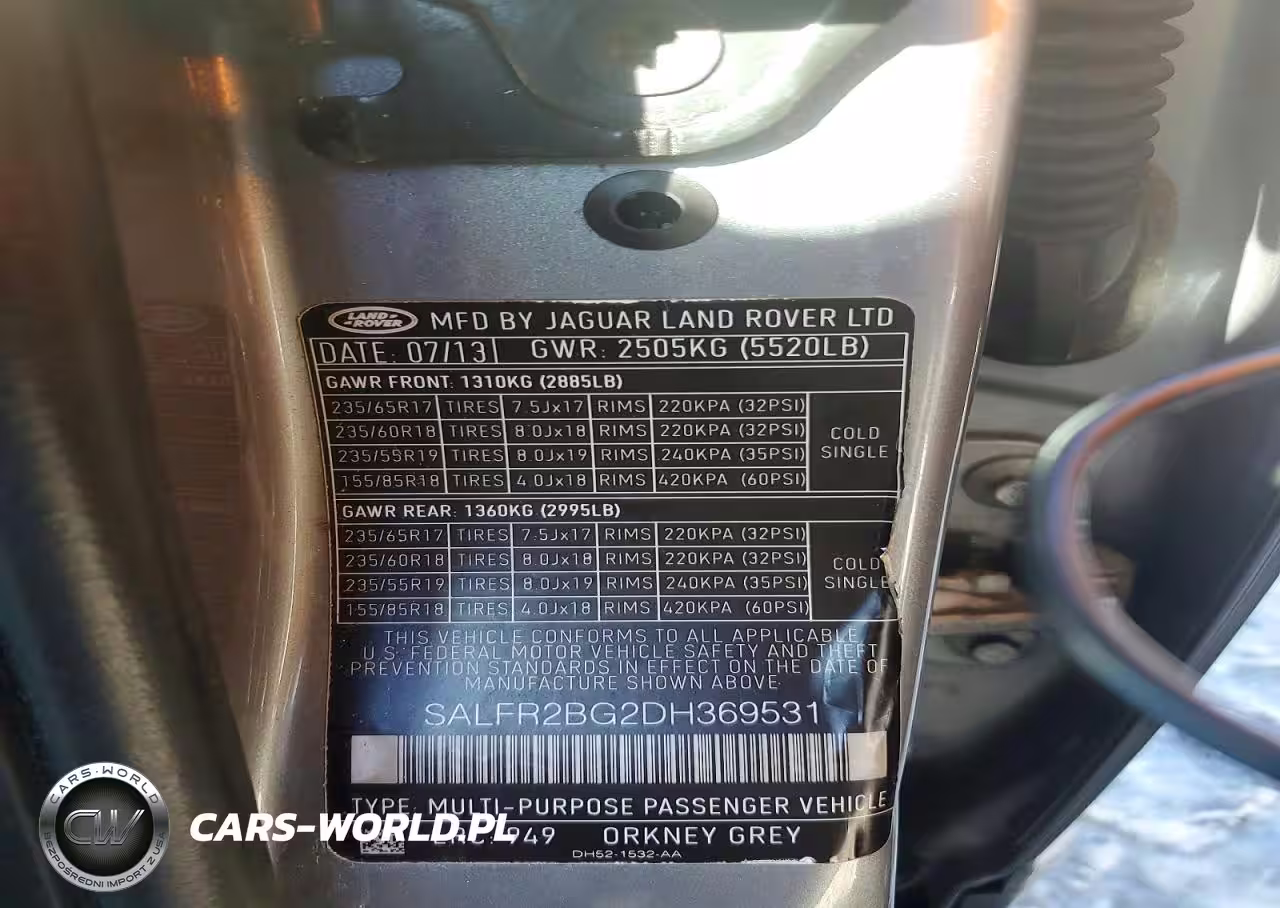 LAND-
-ROVER MFD BY JAGUAR LAND ROVER LTD
DATE: 07/13 GWR: 2505KG (5520LB)
GAWR FRONT: 1310KG (2885LB)
235/65R17 TIRES 7.5Jx17 RIMS 220KPA (32PSI)
235/60R18 TIRES 8.0Jx18 RIMS 220KPA (32PSI)
235/55R19 TIRES 8.0Jx19 RIMS 240KPA (35PSI)
155/85R18 TIRES 4.0Jx18 RIMS 420KPA (60PSI)
COLD
SINGLE
GAWR REAR: 1360KG (2995LB)
235/65R17 TIRES 7.5Jx17 RIMS 220KPA (32PSI)
235/60R18 TIRES 8.0Jx18 RIMS 220KPA (32PSI)
235/55R19 TIRES 8.0Jx19 RIMS 240KPA (35PSI)
155/85R18 TIRES 4.0Jx18 RIMS 420KPA (60PSI)
COLD
SINGLE
THIS VEHICLE CONFORMS TO ALL APPLICABLE
U.S. FEDERAL MOTOR VEHICLE SAFETY AND THEFT
PREVENTION STANDARDS IN EFFECT ON THE DATE OF
MANUFACTURE SHOWN ABOVE
SALFR2BG2DH369531
TYPE: MULTI-PURPOSE PASSENGER VEHICLE
949 ORKNEY GREY
DH52-1532-AA
CARS-WORLD
CW
BEZPOŚREDNI IMPORT Z USA
CARS-WORLD.PL